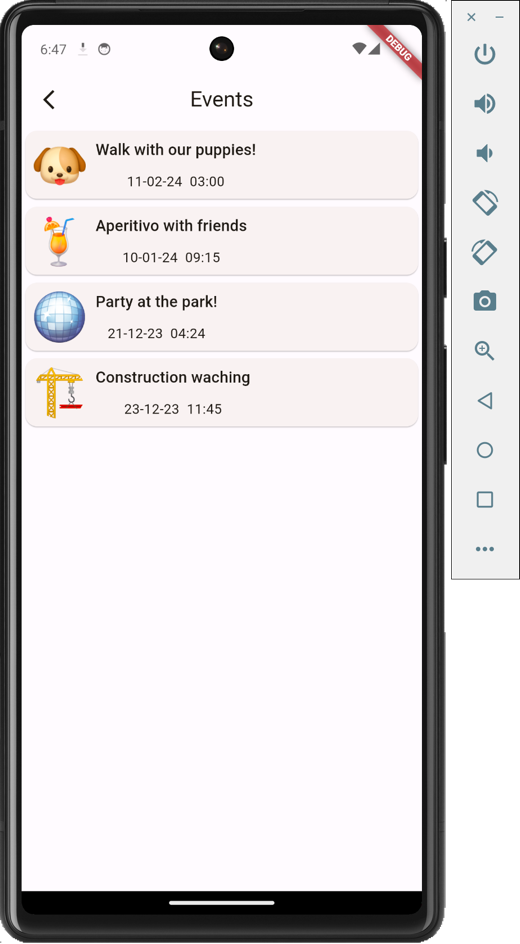 6:47
DEBUG
Events
Walk with our puppies!
11-02-24 03:00
Aperitivo with friends
10-01-24 09:15
Party at the park!
21-12-23 04:24
Construction waching
23-12-23 11:45